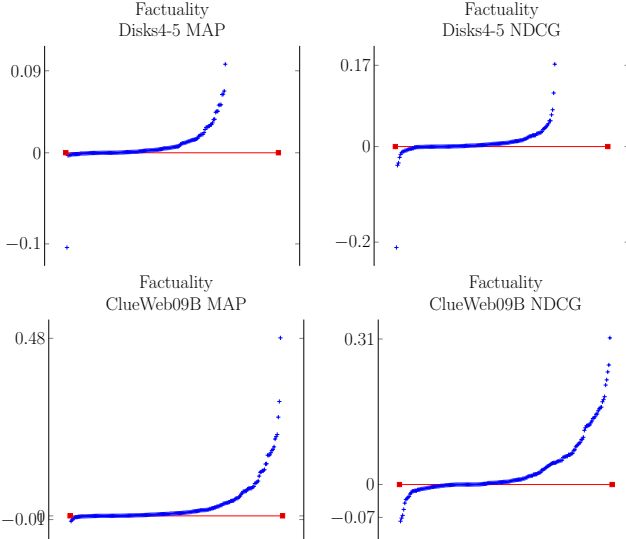 Factuality
Disks4-5 MAP
0.09
0
−0.1
Factuality
Disks4-5 NDCG
0.17
0
−0.2
Factuality
ClueWeb09B MAP
0.48
0
−0.01
Factuality
ClueWeb09B NDCG
0.31
0
−0.07